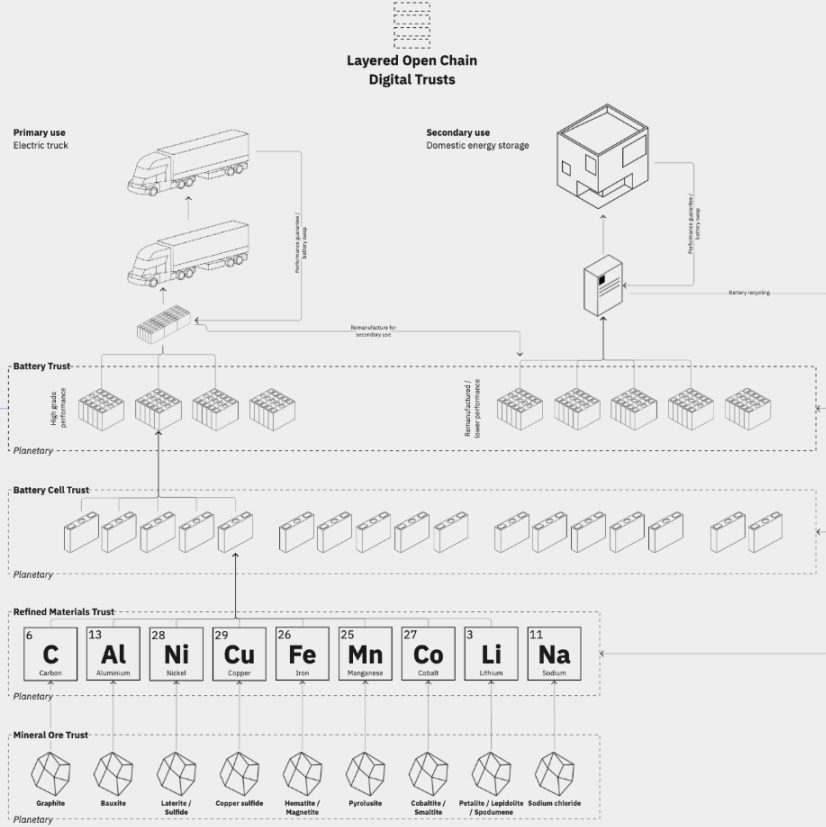 Layered Open Chain
Digital Trusts
Primary use
Electric truck
Secondary use
Domestic energy storage
Performance guarantee /
battery swap
Performance guarantee /
battery swap
Battery recycling
Remanufacture for
secondary use
Battery Trust
High grade
performance
Remanufactured /
lower performance
Planetary
Battery Cell Trust
Planetary
Refined Materials Trust
6
C
Carbon
13
Al
Aluminium
28
Ni
Nickel
29
Cu
Copper
26
Fe
Iron
25
Mn
Manganese
27
Co
Cobalt
3
Li
Lithium
11
Na
Sodium
Planetary
Mineral Ore Trust
Graphite
Bauxite
Laterite /
Sulfide
Copper sulfide
Hematite /
Magnetite
Pyrolusite
Cobaltite /
Smaltite
Petalite / Lepidolite
/ Spodumene
Sodium chloride
Planetary